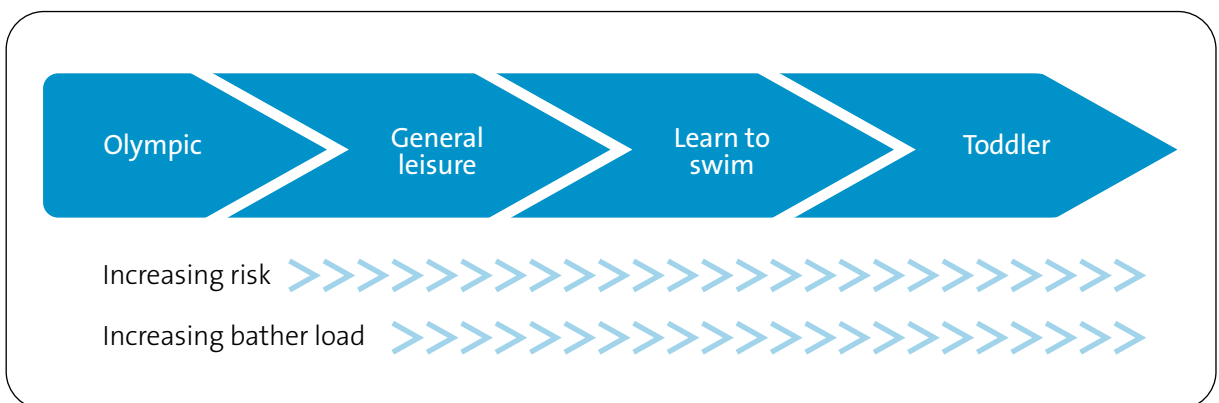 Olympic
General
leisure
Learn to
swim
Toddler
Increasing risk
Increasing bather load